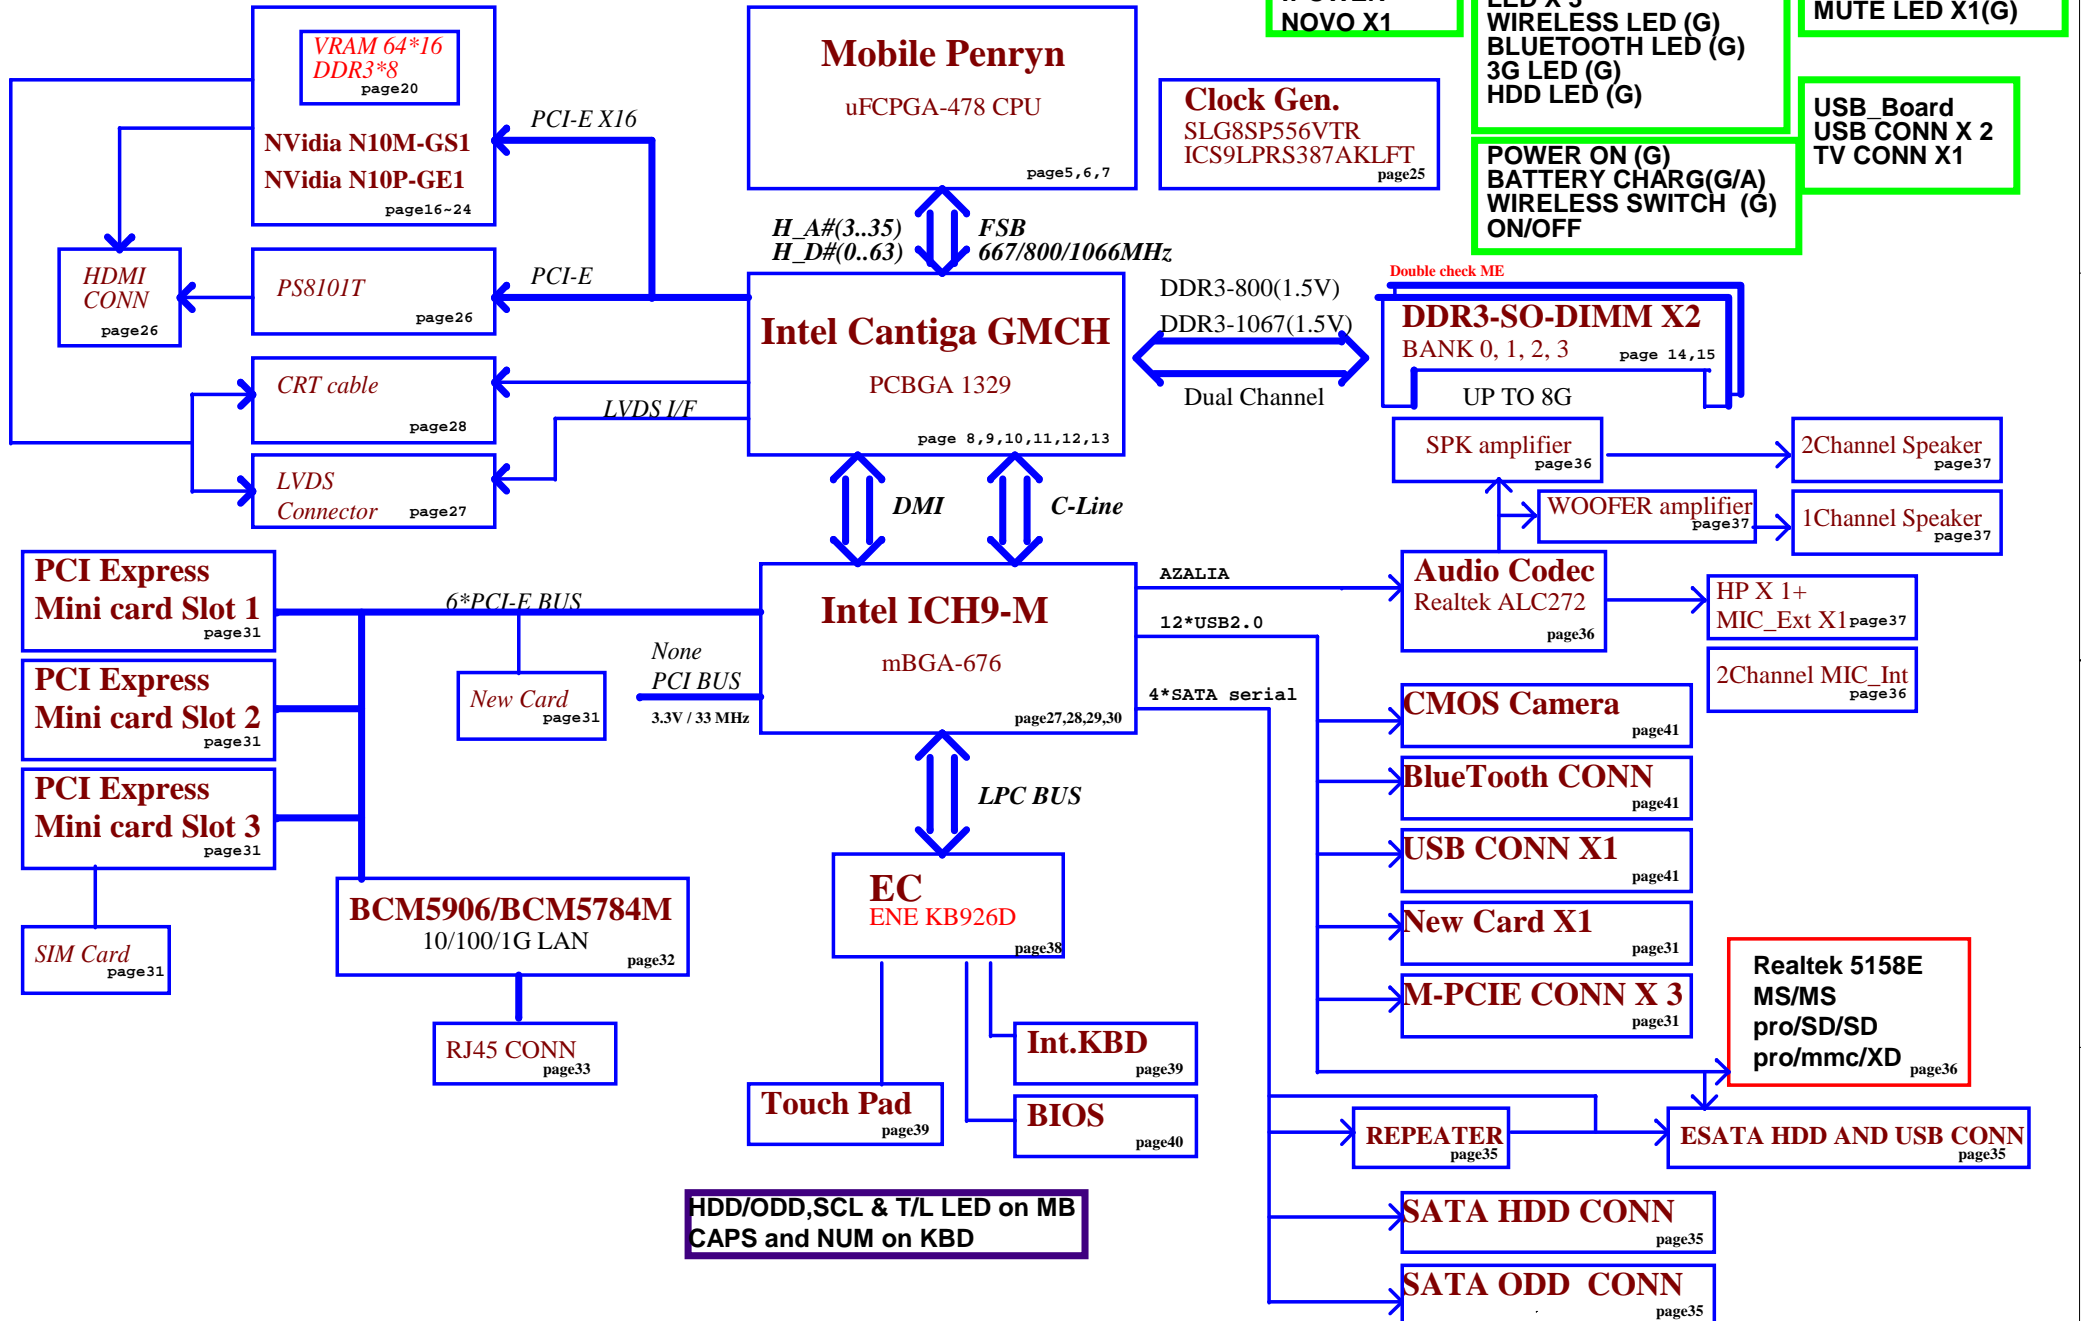 NOVO X1
LED X 3
WIRELESS LED (G)
BLUETOOTH LED (G)
3G LED (G)
HDD LED (G)
MUTE LED X1(G)
USB_Board
USB CONN X 2
TV CONN X1
POWER ON (G)
BATTERY CHARG(G/A)
WIRELESS SWITCH (G)
ON/OFF
VRAM 64*16
DDR3*8
page20
NVidia N10M-GS1
NVidia N10P-GE1
page16~24
PCI-E X16
Mobile Penryn
uFCPGA-478 CPU
page5,6,7
Clock Gen.
SLG8SP556VTR
ICS9LPRS387AKLFT
page25
H_A#(3..35)
H_D#(0..63)
FSB
667/800/1066MHz
HDMI
CONN
page26
PS8101T
page26
PCI-E
Intel Cantiga GMCH
PCBGA 1329
page 8,9,10,11,12,13
DDR3-800(1.5V)
DDR3-1067(1.5V)
Dual Channel
Double check ME
DDR3-SO-DIMM X2
BANK 0, 1, 2, 3
page 14,15
UP TO 8G
CRT cable
page28
LVDS I/F
LVDS
Connector
page27
DMI
C-Line
SPK amplifier
page36
2Channel Speaker
page37
WOOFER amplifier
page37
1Channel Speaker
page37
PCI Express
Mini card Slot 1
page31
PCI Express
Mini card Slot 2
page31
PCI Express
Mini card Slot 3
page31
SIM Card
page31
6*PCI-E BUS
New Card
page31
None
PCI BUS
3.3V / 33 MHz
Intel ICH9-M
mBGA-676
page27,28,29,30
AZALIA
12*USB2.0
4*SATA serial
Audio Codec
Realtek ALC272
page36
HP X 1+
MIC_Ext X1
page37
2Channel MIC_Int
page36
CMOS Camera
page41
BlueTooth CONN
page41
USB CONN X1
page41
New Card X1
page31
M-PCIE CONN X 3
page31
LPC BUS
EC
ENE KB926D
page38
BCM5906/BCM5784M
10/100/1G LAN
page32
RJ45 CONN
page33
Int.KBD
page39
Touch Pad
page39
BIOS
page40
Realtek 5158E
MS/MS
pro/SD/SD
pro/mmc/XD
page36
REPEATER
page35
ESATA HDD AND USB CONN
page35
SATA HDD CONN
page35
SATA ODD CONN
page35
HDD/ODD,SCL & T/L LED on MB
CAPS and NUM on KBD